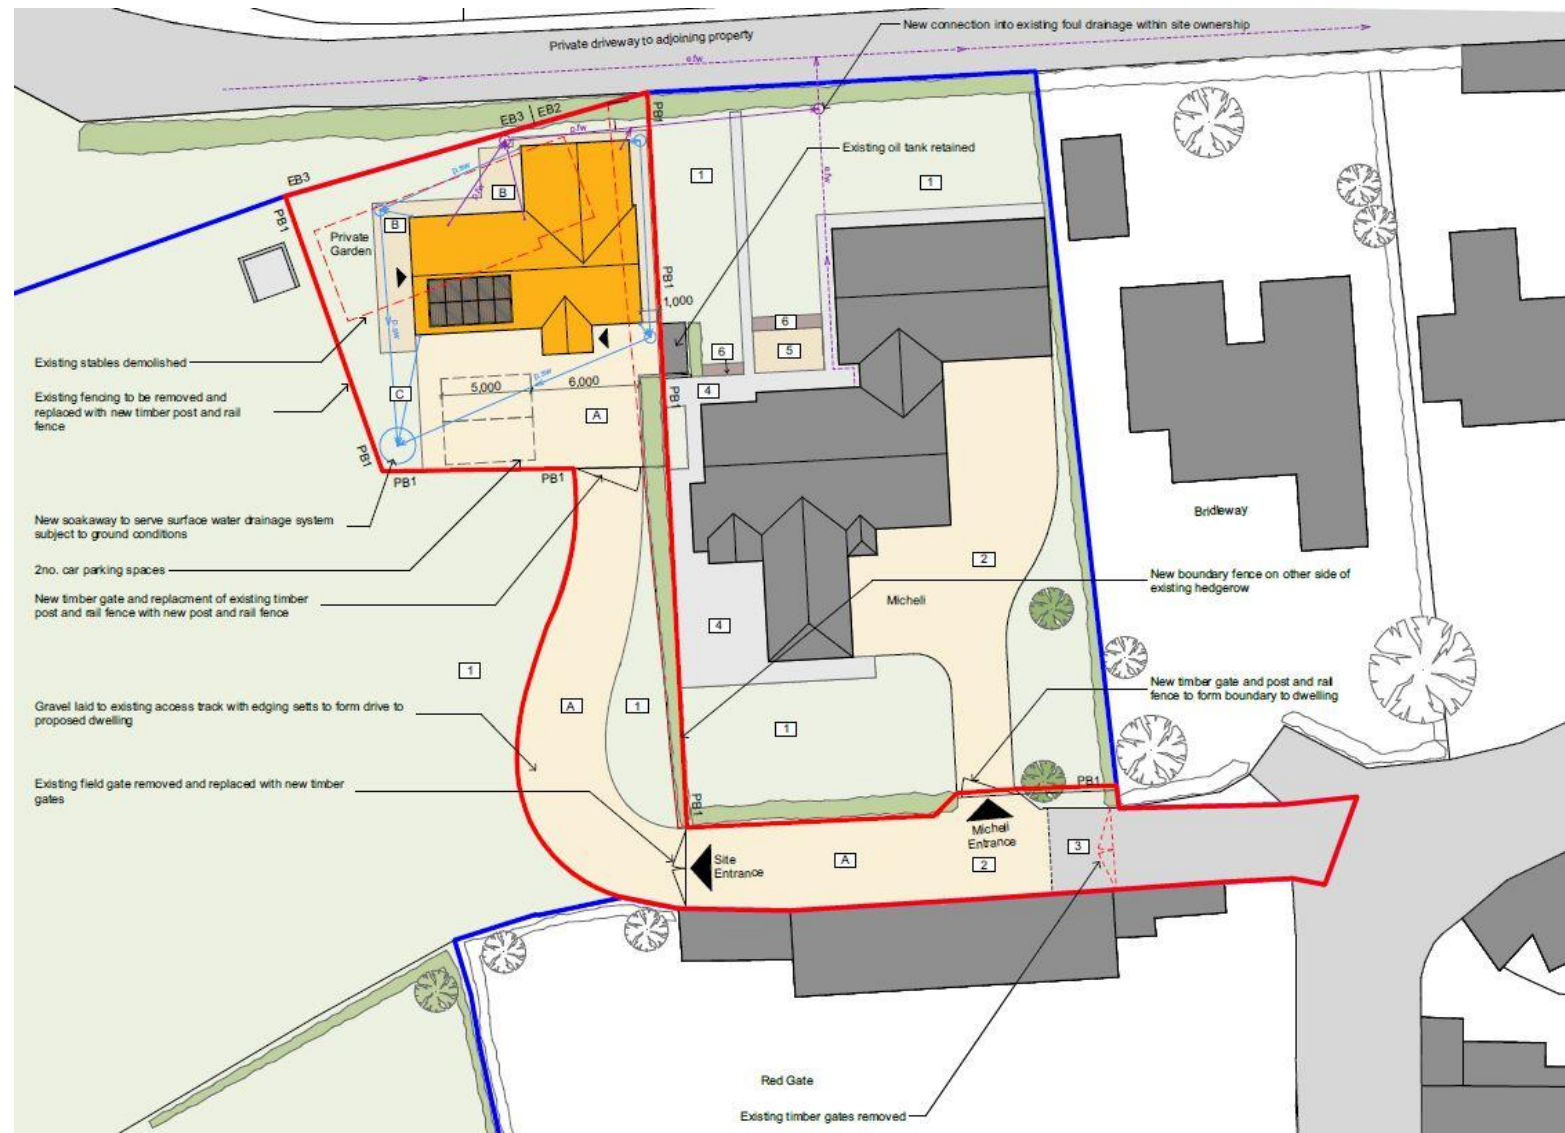 New connection into existing foul drainage within site ownership
Private driveway to adjoining property
e.fw
EB3 | EB2
PB1
p.fw
Existing oil tank retained
EB3
p.sw
p.fw
e.fw
1
1
B
B
PB1
Private
Garden
PB1
1,000
6
5
6
Existing stables demolished
p.sw
p.sw
5,000
6,000
4
PB1
Existing fencing to be removed and
replaced with new timber post and rail
fence
C
A
PB1
PB1
PB1
New soakaway to serve surface water drainage system
subject to ground conditions
Bridleway
2no. car parking spaces
2
New boundary fence on other side of
existing hedgerow
New timber gate and replacment of existing timber
post and rail fence with new post and rail fence
Michell
4
1
New timber gate and post and rail
fence to form boundary to dwelling
Gravel laid to existing access track with edging setts to form drive to
proposed dwelling
A
1
1
Existing field gate removed and replaced with new timber
gates
PB1
PB1
Michell
Entrance
3
Site
Entrance
A
2
Red Gate
Existing timber gates removed